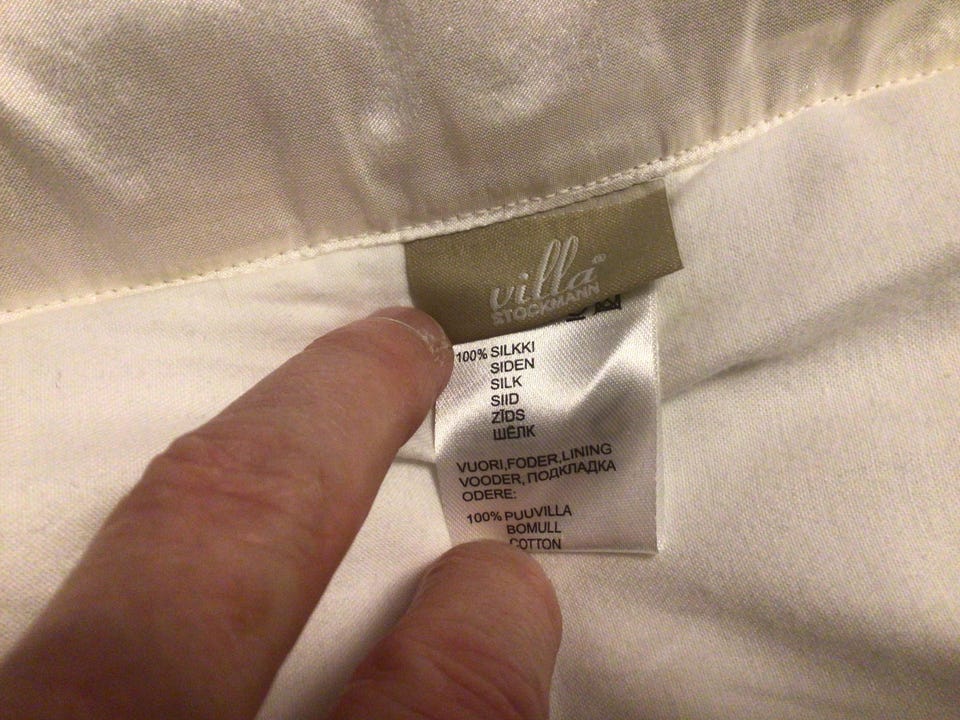 villa®
STOCKMANN
100% SILKKI
SIDEN
SILK
SIID
ZĪDS
ШЁЛК
VUORI,FODER,LINING
VOODER, ПОДКЛАДКА
ODERE:
100% PUUVILLA
BOMULL
COTTON